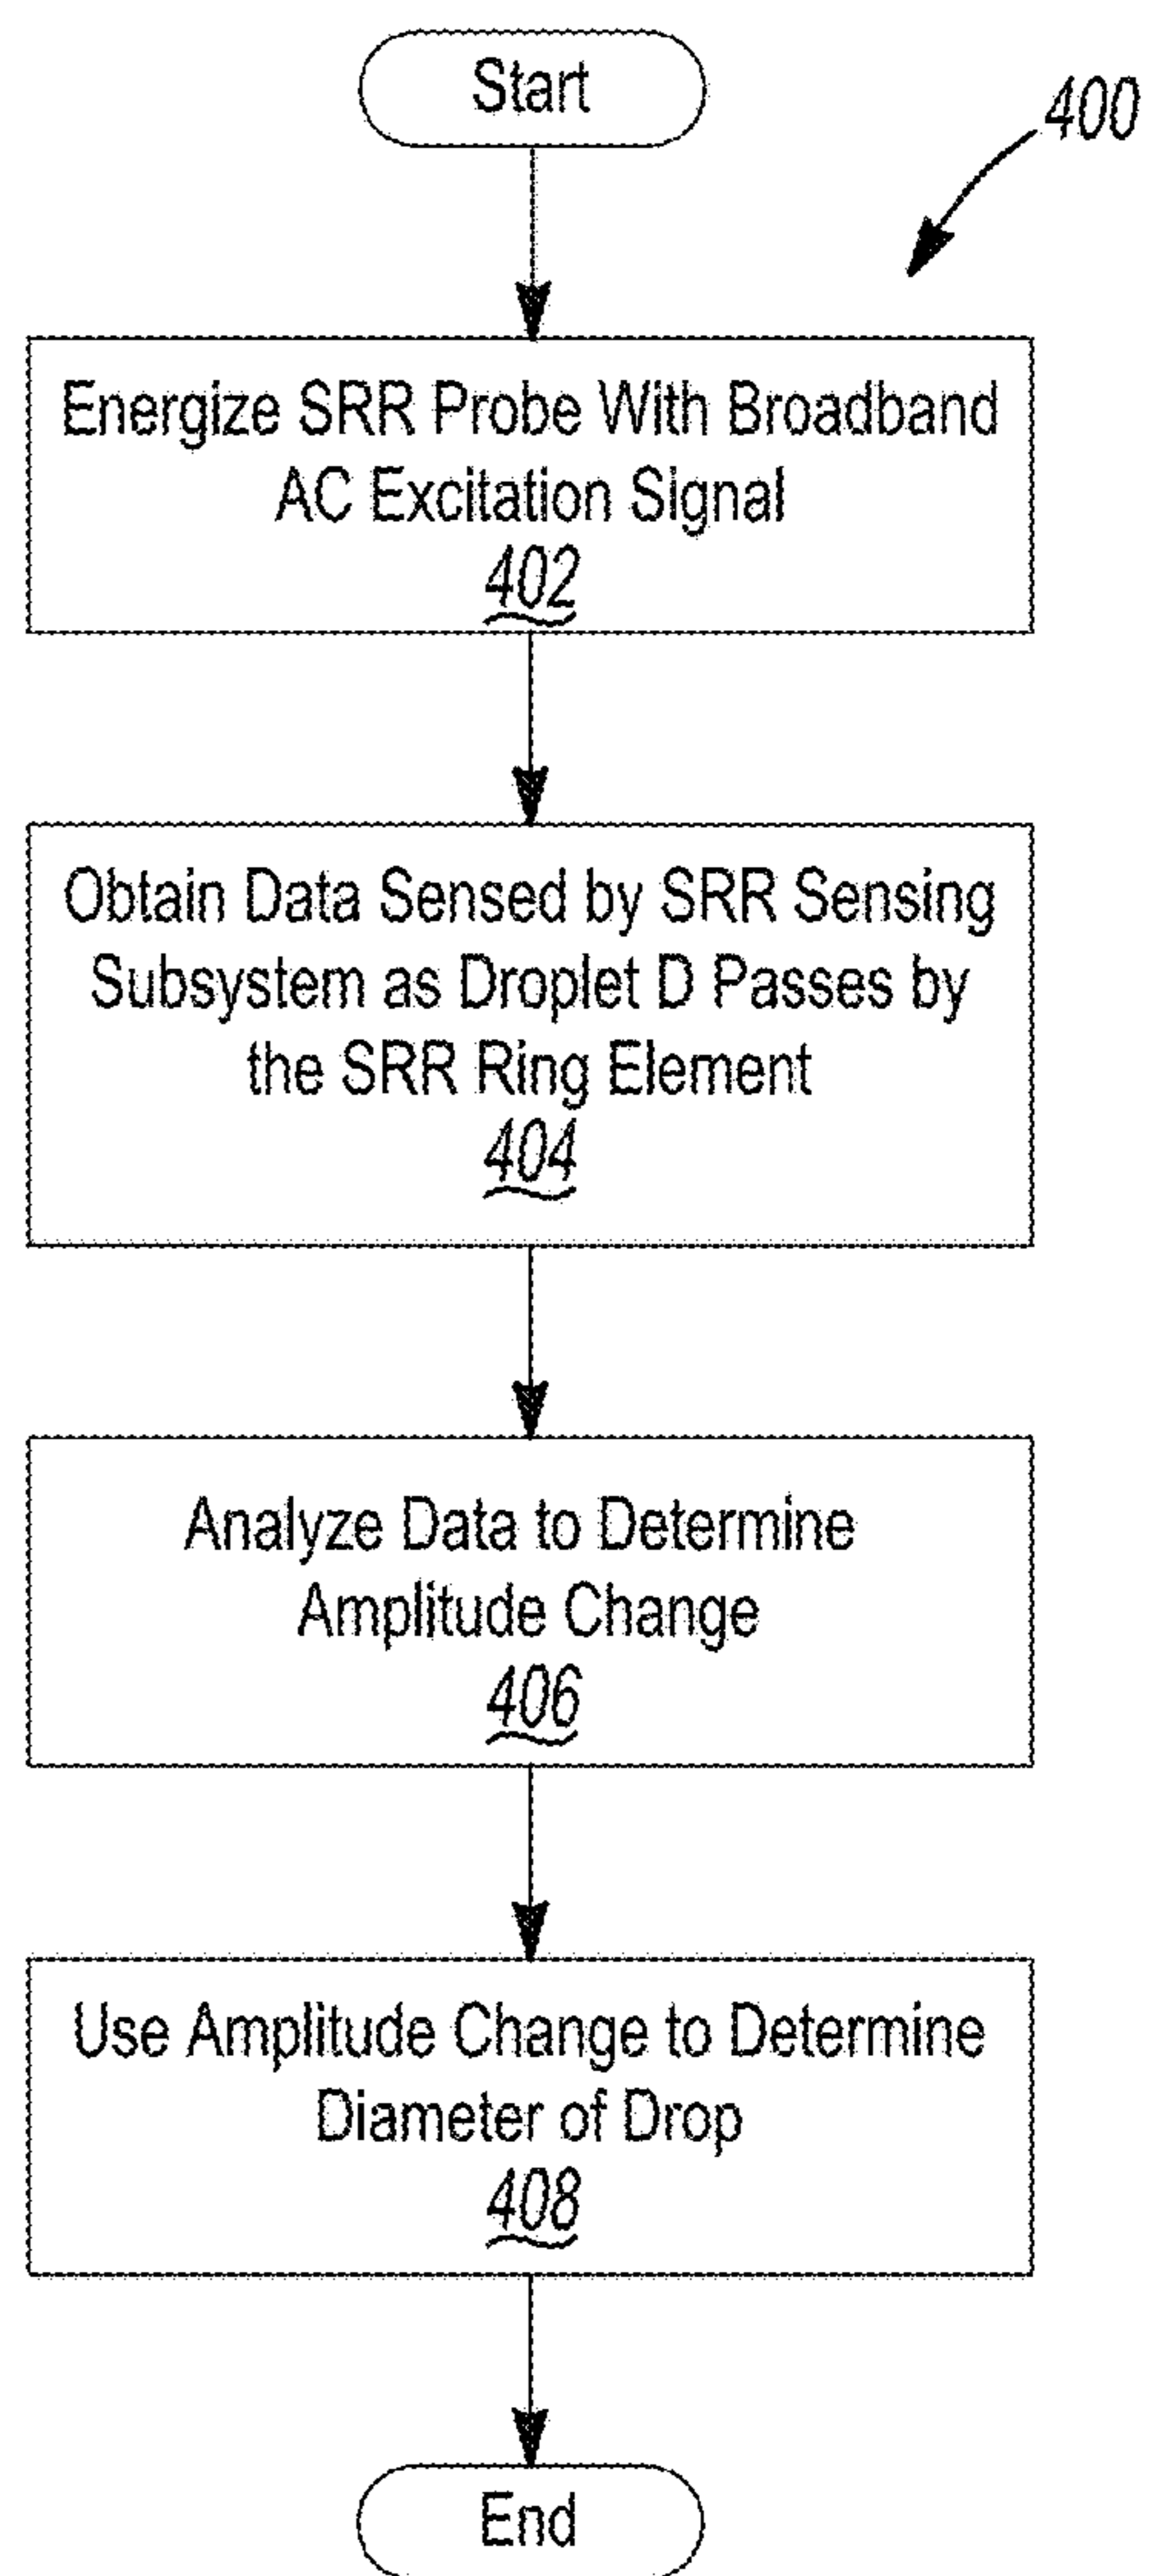 Start
400
Energize SRR Probe With Broadband
AC Excitation Signal
402
Obtain Data Sensed by SRR Sensing
Subsystem as Droplet D Passes by
the SRR Ring Element
404
Analyze Data to Determine
Amplitude Change
406
Use Amplitude Change to Determine
Diameter of Drop
408
End